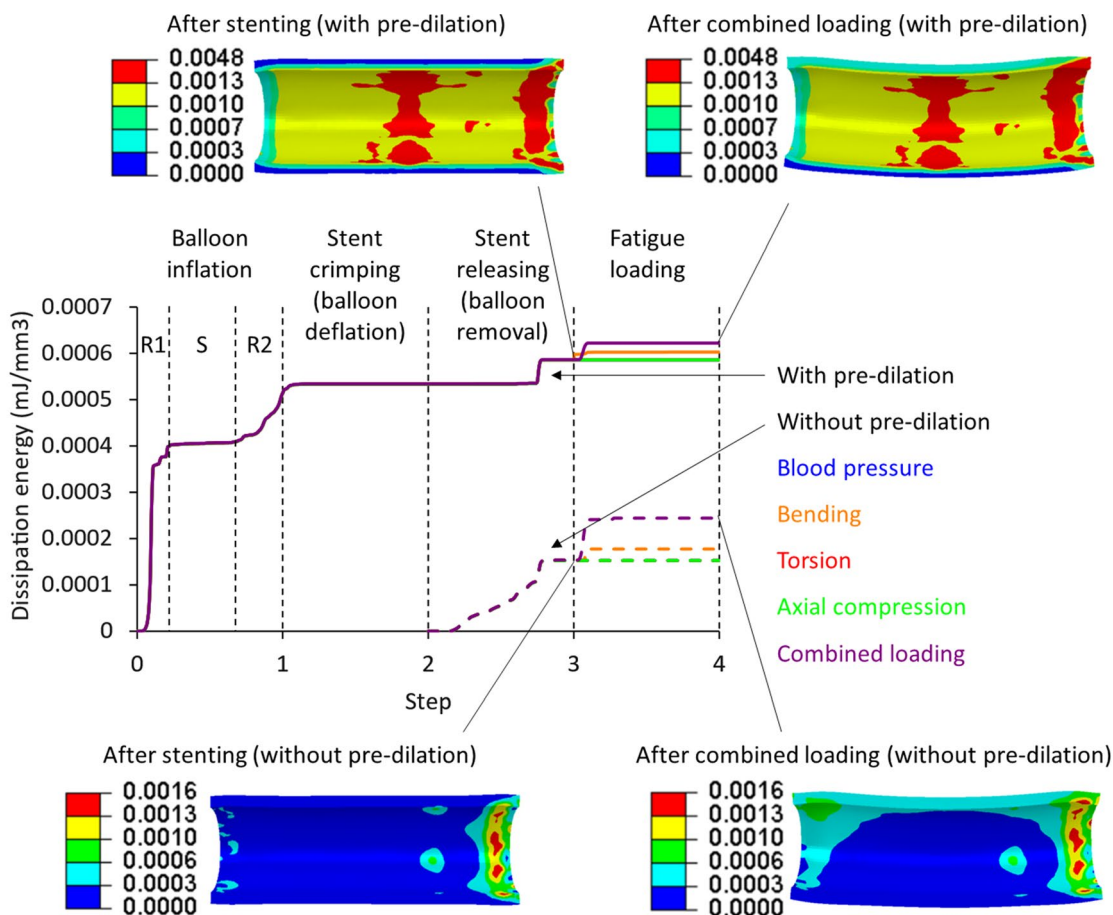 After stenting (with pre-dilation)
0.0048
0.0013
0.0010
0.0007
0.0003
0.0000
After combined loading (with pre-dilation)
0.0048
0.0013
0.0010
0.0007
0.0003
0.0000
Balloon
inflation
Stent
crimping
(balloon
deflation)
Stent
releasing
(balloon
removal)
Fatigue
loading
R1
S
R2
Dissipation energy (mJ/mm3)
0.0007
0.0006
0.0005
0.0004
0.0003
0.0002
0.0001
0
0
1
2
3
4
Step
With pre-dilation
Without pre-dilation
Blood pressure
Bending
Torsion
Axial compression
Combined loading
After stenting (without pre-dilation)
0.0016
0.0013
0.0010
0.0006
0.0003
0.0000
After combined loading (without pre-dilation)
0.0016
0.0013
0.0010
0.0006
0.0003
0.0000